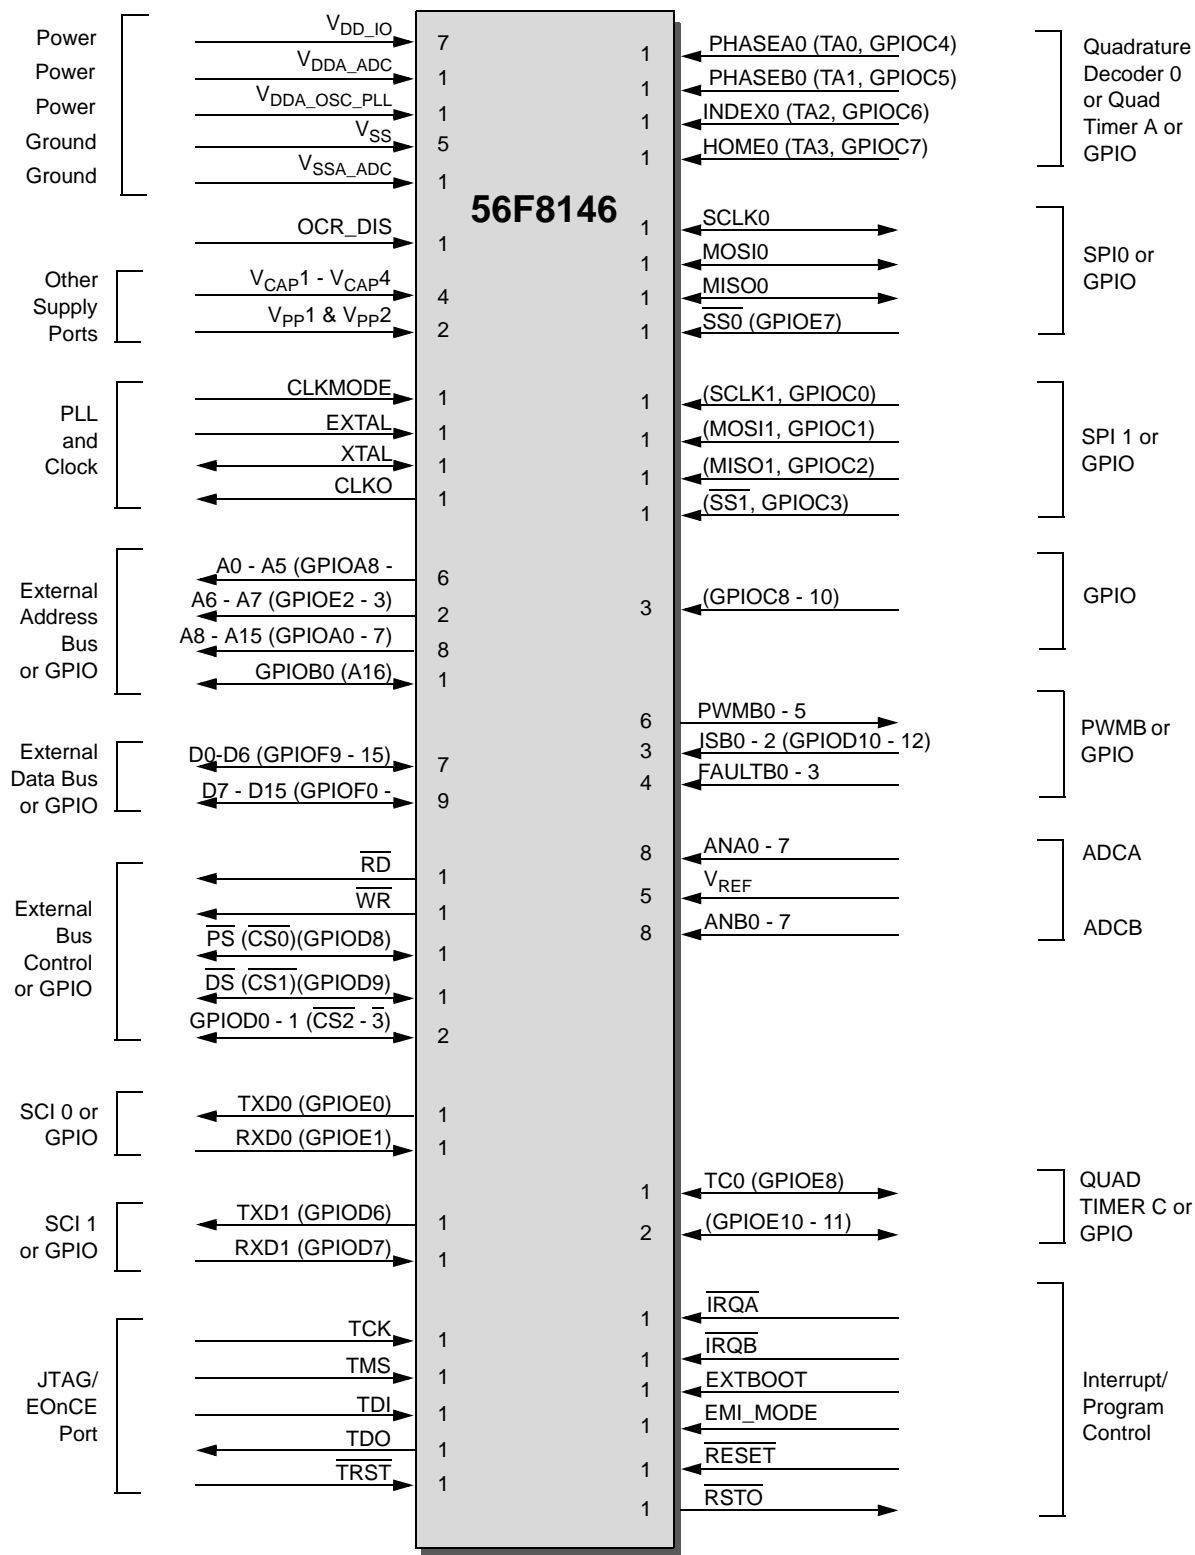 56F8146
Power
Power
Power
Ground
Ground
VDD_IO
7
VDDA_ADC
1
VDDA_OSC_PLL
1
VSS
5
VSSA_ADC
1
OCR_DIS
1
Other
Supply
Ports
VCAP1 - VCAP4
4
VPP1 & VPP2
2
PLL
and
Clock
CLKMODE
1
EXTAL
1
XTAL
1
CLKO
1
External
Address
Bus
or GPIO
A0 - A5 (GPIOA8 -
6
A6 - A7 (GPIOE2 - 3)
2
A8 - A15 (GPIOA0 - 7)
8
GPIOB0 (A16)
1
External
Data Bus
or GPIO
D0-D6 (GPIOF9 - 15)
7
D7 - D15 (GPIOF0 -
9
External
Bus
Control
or GPIO
RD
1
WR
1
PS (CS0)(GPIOD8)
1
DS (CS1)(GPIOD9)
1
GPIOD0 - 1 (CS2 - 3)
2
SCI 0 or
GPIO
TXD0 (GPIOE0)
1
RXD0 (GPIOE1)
1
SCI 1
or GPIO
TXD1 (GPIOD6)
1
RXD1 (GPIOD7)
1
JTAG/
EOnCE
Port
TCK
1
TMS
1
TDI
1
TDO
1
TRST
1
1
PHASEA0 (TA0, GPIOC4)
1
PHASEB0 (TA1, GPIOC5)
1
INDEX0 (TA2, GPIOC6)
1
HOME0 (TA3, GPIOC7)
Quadrature
Decoder 0
or Quad
Timer A or
GPIO
1
SCLK0
1
MOSI0
1
MISO0
1
SS0 (GPIOE7)
SPI0 or
GPIO
1
(SCLK1, GPIOC0)
1
(MOSI1, GPIOC1)
1
(MISO1, GPIOC2)
1
(SS1, GPIOC3)
SPI 1 or
GPIO
3
(GPIOC8 - 10)
GPIO
6
PWMB0 - 5
3
ISB0 - 2 (GPIOD10 - 12)
4
FAULTB0 - 3
PWMB or
GPIO
8
ANA0 - 7
5
VREF
8
ANB0 - 7
ADCA
ADCB
1
TC0 (GPIOE8)
2
(GPIOE10 - 11)
QUAD
TIMER C or
GPIO
1
IRQA
1
IRQB
1
EXTBOOT
1
EMI_MODE
1
RESET
1
RSTO
Interrupt/
Program
Control